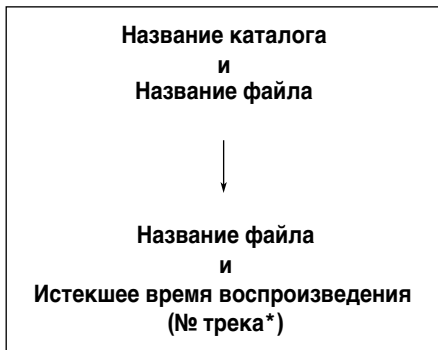 Название каталога
и
Название файла
Название файла
и
Истекшее время воспроизведения
(№ трека*)